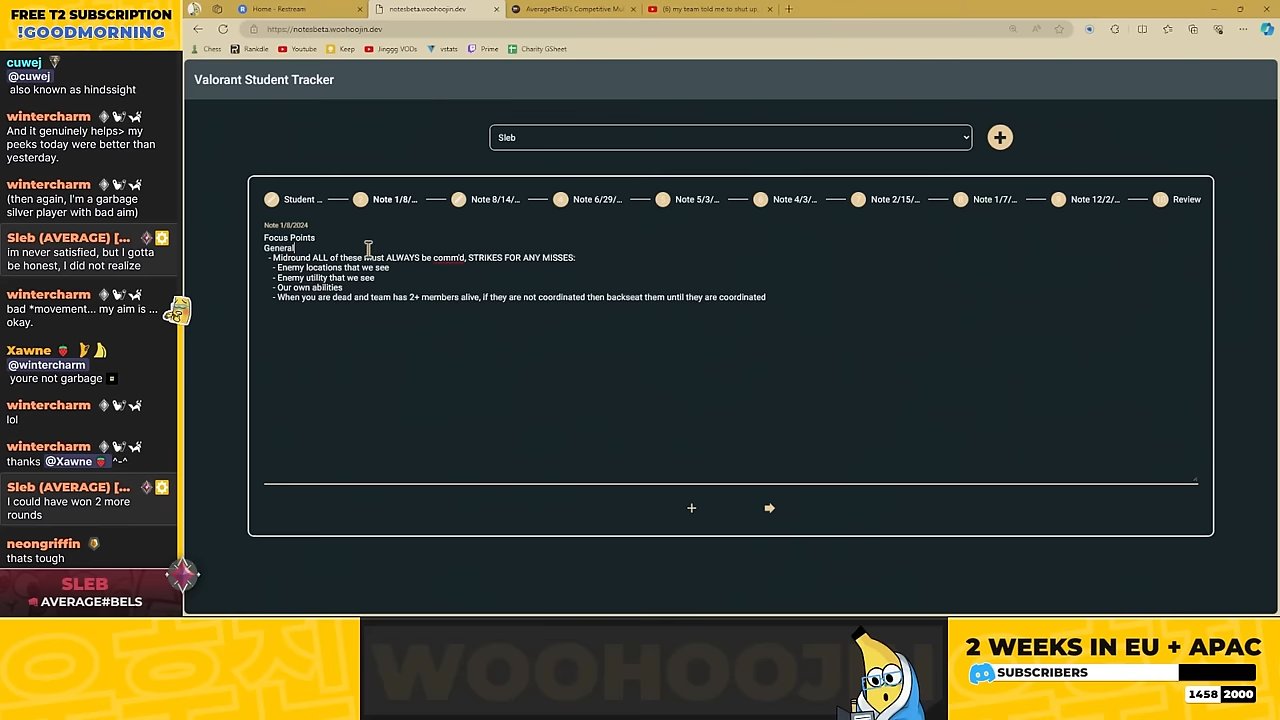 FREE T2 SUBSCRIPTION
!GOODMORNING
cuwej
@cuwej
also known as hindssight
wintercharm
And it genuinely helps> my
peeks today were better than
yesterday.
wintercharm
(then again, I'm a garbage
silver player with bad aim)
Sleb (AVERAGE) [...
im never satisfied, but I gotta
be honest, I did not realize
wintercharm
bad *movement... my aim is ...
okay.
Xawne
@wintercharm
youre not garbage
wintercharm
lol
wintercharm
thanks @Xawne ^-^
Sleb (AVERAGE) [...
I could have won 2 more
rounds
neongriffin
thats tough
SLEB
AVERAGE#BELS
Home - Restream
notesbeta.woohoojin.dev
Average#belS's Competitive Mul
(6) my team told me to shut up,
https://notesbeta.woohoojin.dev
Chess
Rankdle
Youtube
Keep
Jinggg VODs
vstats
Prime
Charity GSheet
Valorant Student Tracker
Sleb
Student ...
Note 1/8/...
Note 8/14/...
Note 6/29/...
Note 5/3/...
Note 4/3/...
Note 2/15/...
Note 1/7/...
Note 12/2/...
Review
Note 1/8/2024
Focus Points
General
- Midround ALL of these must ALWAYS be comm'd, STRIKES FOR ANY MISSES:
- Enemy locations that we see
- Enemy utility that we see
- Our own abilities
- When you are dead and team has 2+ members alive, if they are not coordinated then backseat them until they are coordinated
WOOHOOJIN
2 WEEKS IN EU + APAC
SUBSCRIBERS
1458 2000